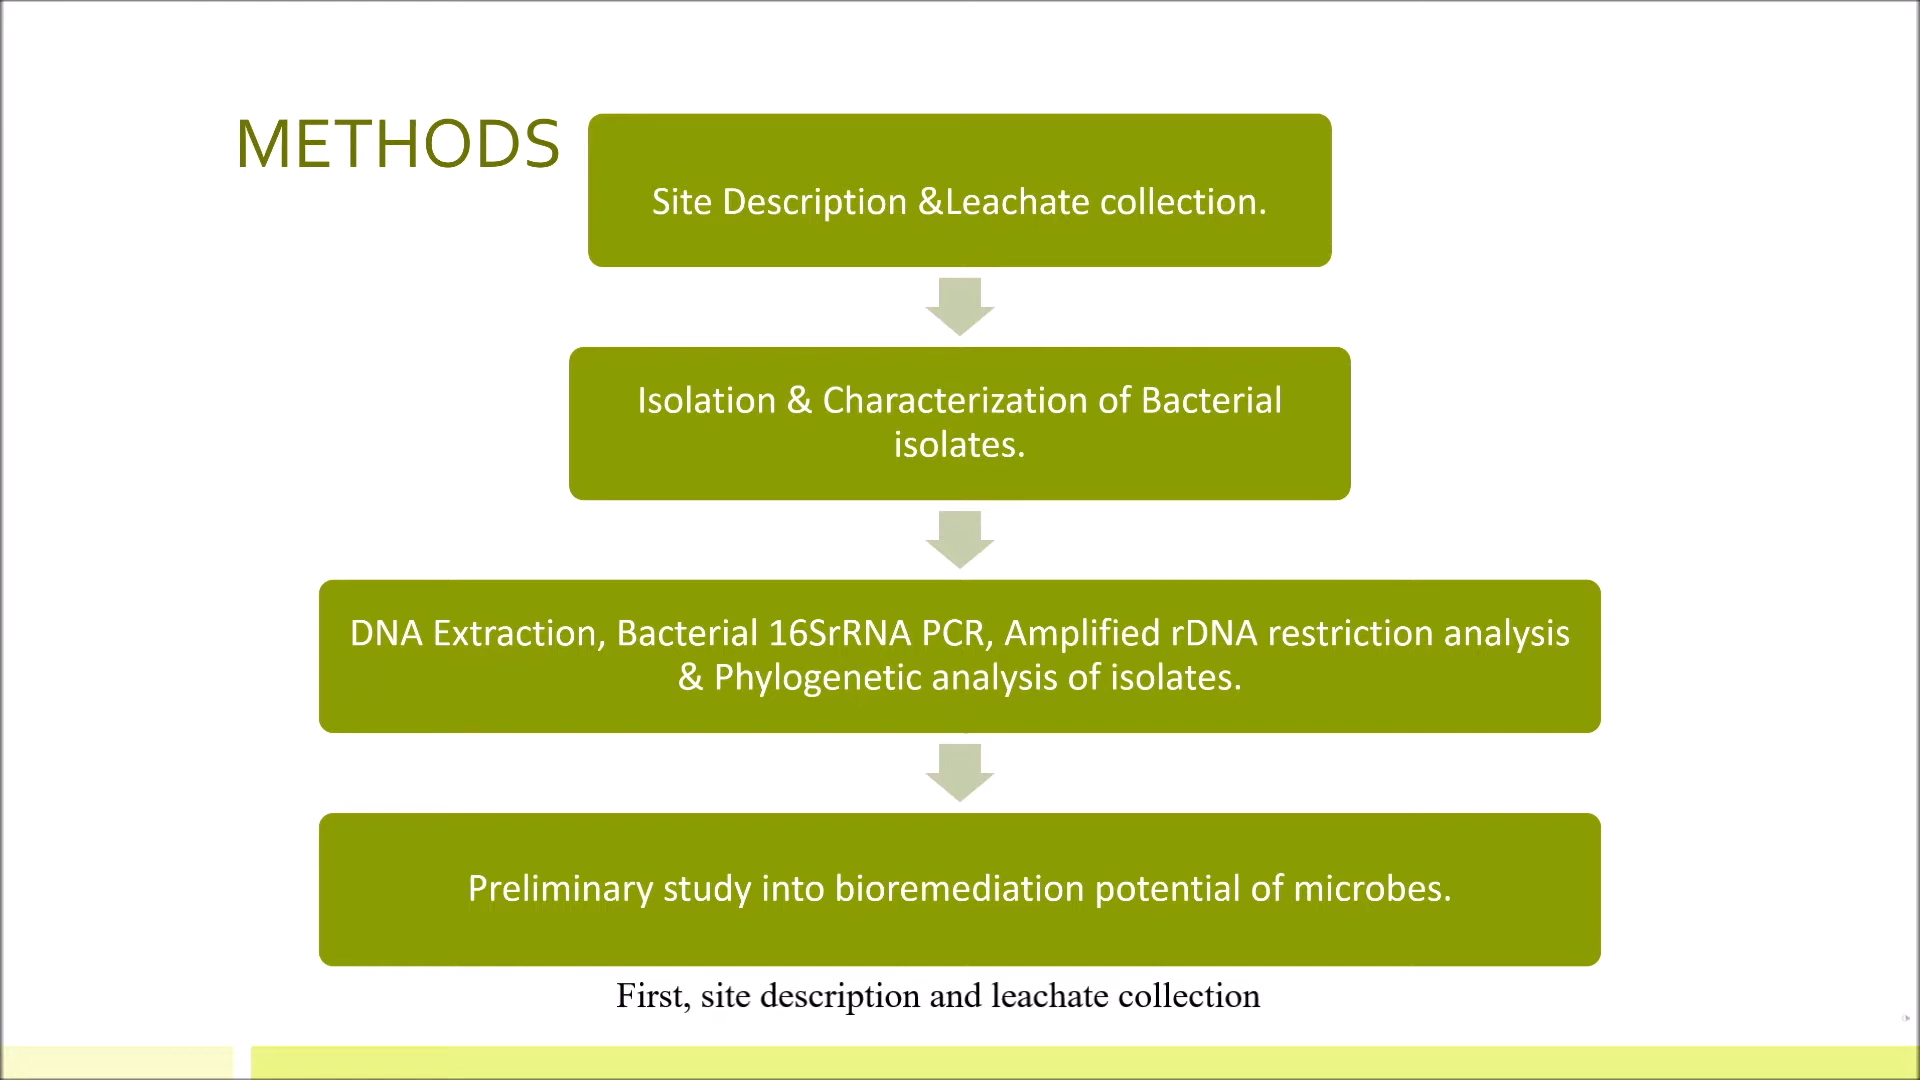 METHODS
Site Description &Leachate collection.
Isolation & Characterization of Bacterial
isolates.
DNA Extraction, Bacterial 16SrRNA PCR, Amplified rDNA restriction analysis
& Phylogenetic analysis of isolates.
Preliminary study into bioremediation potential of microbes.
First, site description and leachate collection